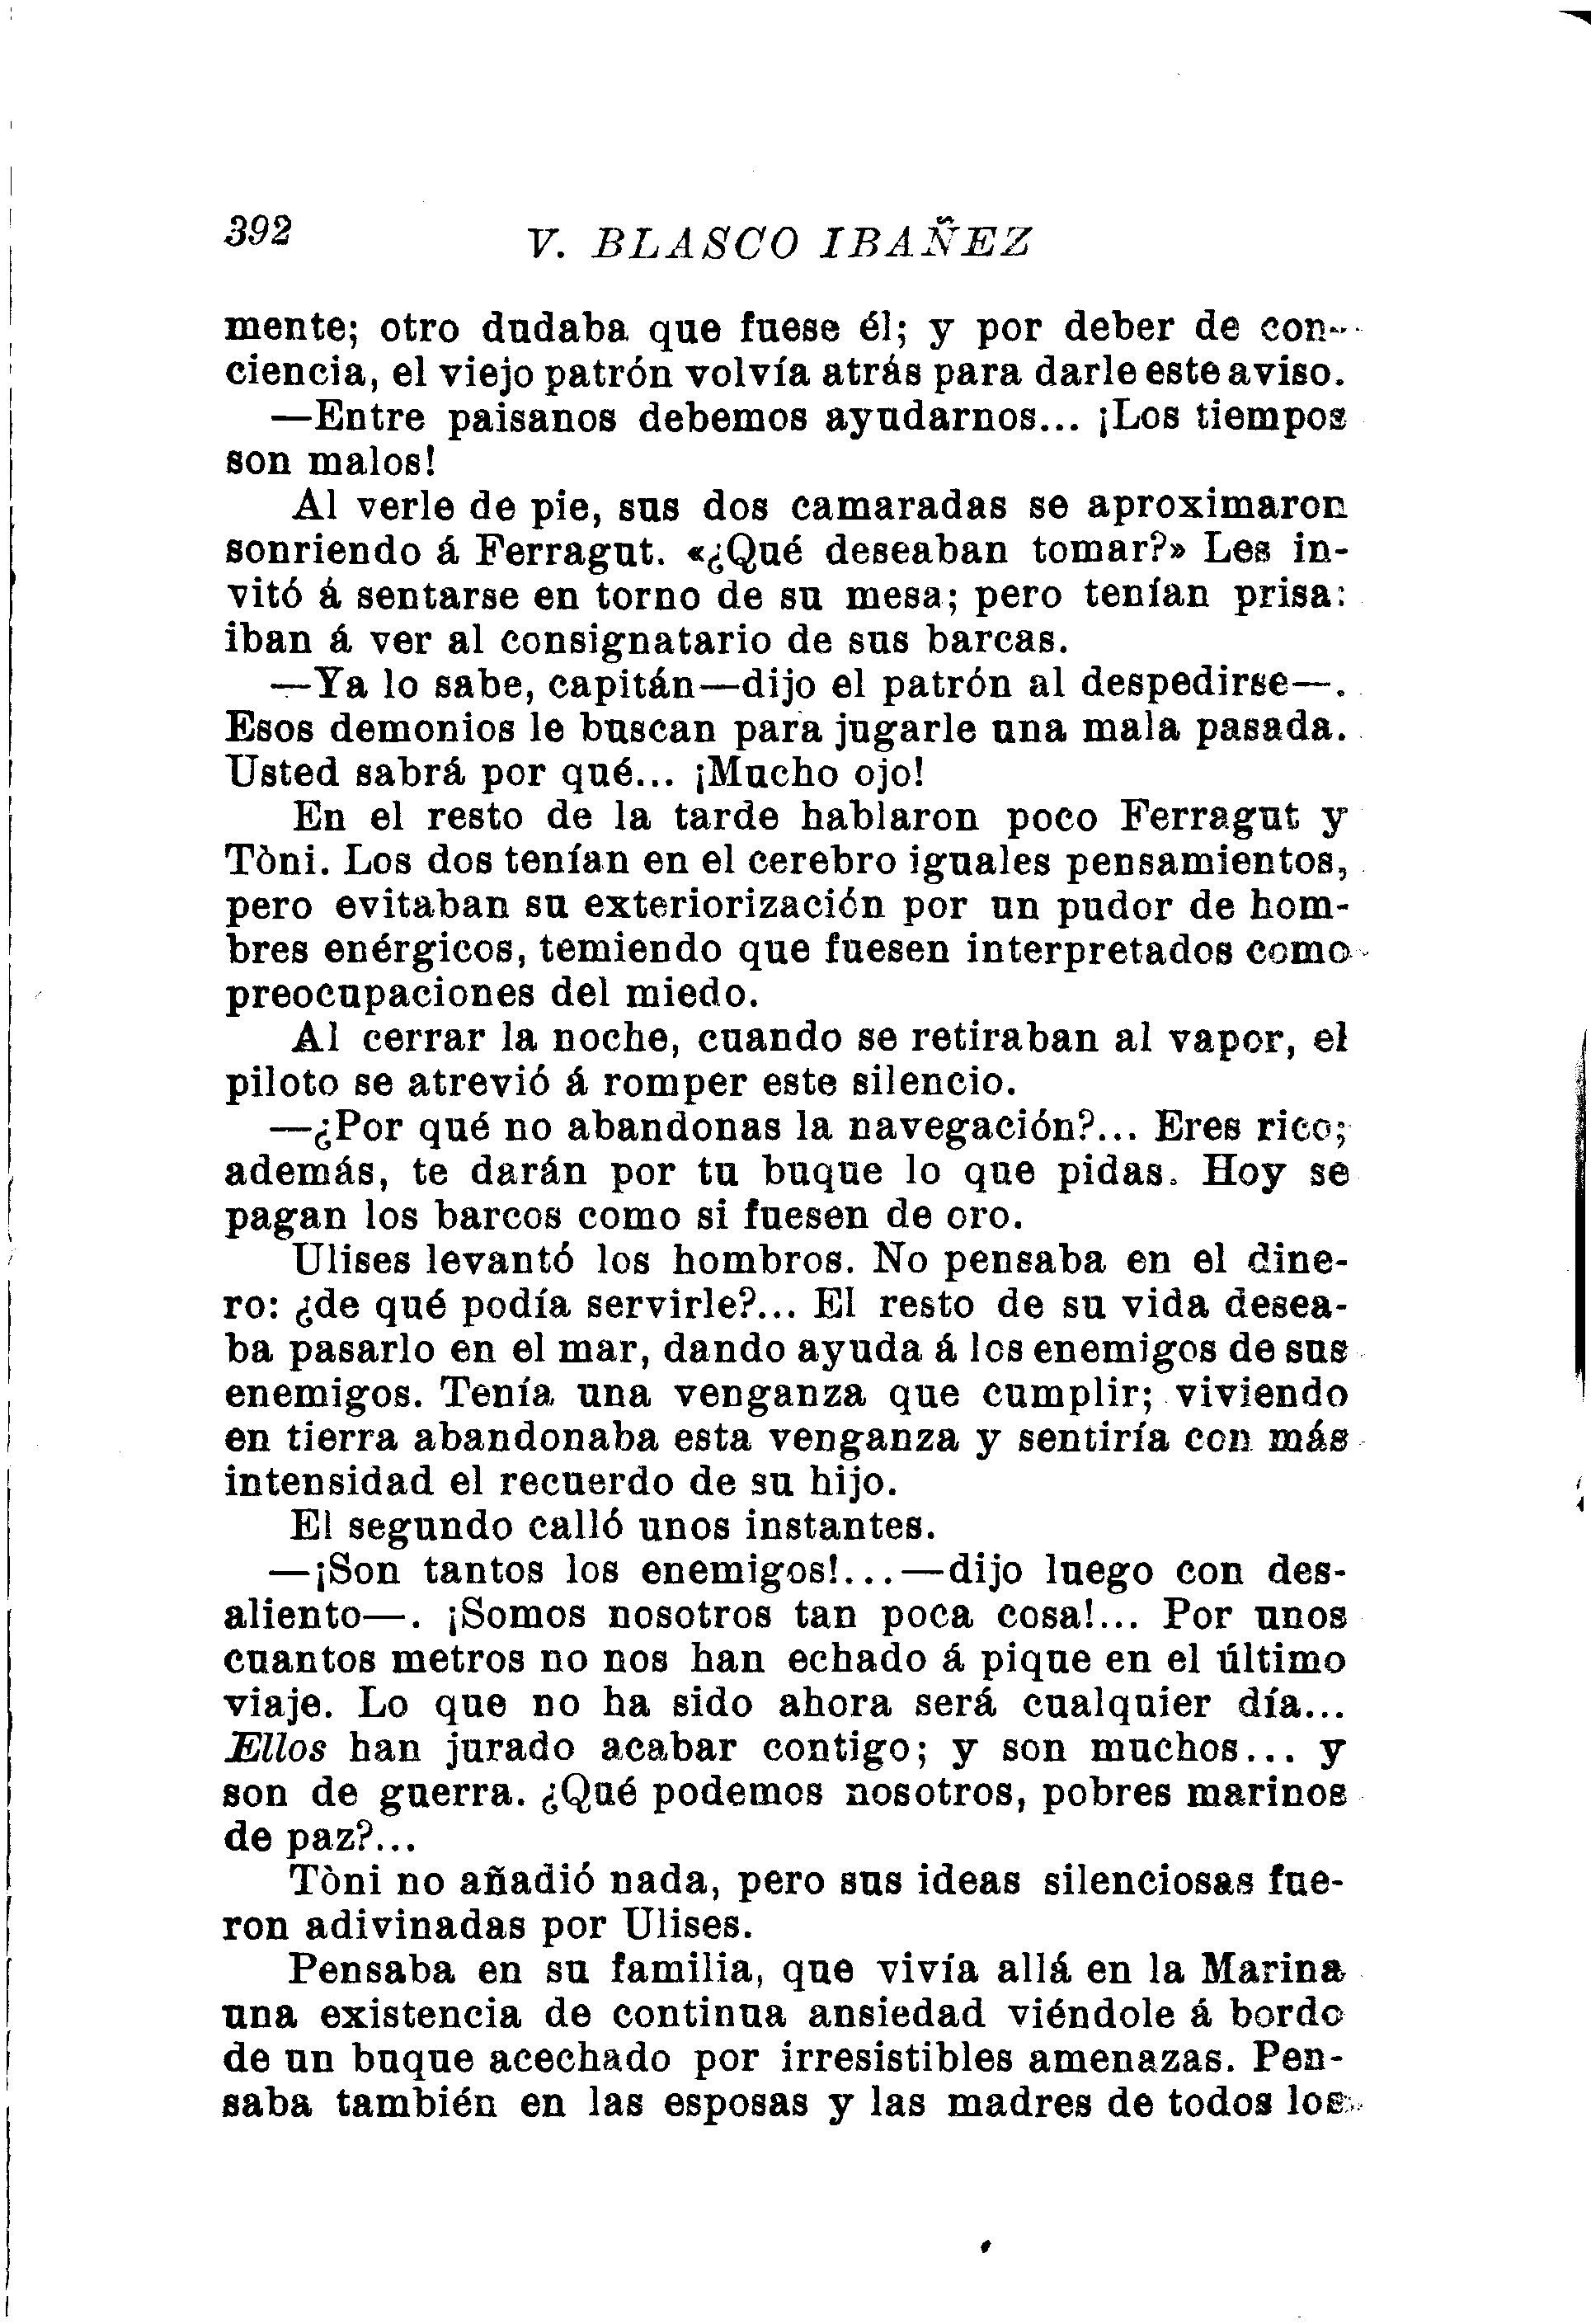 392
V. BLASCO IBAÑEZ
mente; otro dudaba que fuese él; y por deber de con-
ciencia, el viejo patrón volvía atrás para darle este aviso.
—Entre paisanos debemos ayudarnos... ¡Los tiempos
son malos!
Al verle de pie, sus dos camaradas se aproximaron
sonriendo á Ferragut. «¿Qué deseaban tomar?» Les in-
vitó á sentarse en torno de su mesa; pero tenían prisa:
iban á ver al consignatario de sus barcas.
—Ya lo sabe, capitán—dijo el patrón al despedirse—.
Esos demonios le buscan para jugarle una mala pasada.
Usted sabrá por qué... ¡Mucho ojo!
En el resto de la tarde hablaron poco Ferragut y
Tòni. Los dos tenían en el cerebro iguales pensamientos,
pero evitaban su exteriorización por un pudor de hom-
bres enérgicos, temiendo que fuesen interpretados como
preocupaciones del miedo.
Al cerrar la noche, cuando se retiraban al vapor, el
piloto se atrevió á romper este silencio.
—¿Por qué no abandonas la navegación?... Eres rico;
además, te darán por tu buque lo que pidas. Hoy se
pagan los barcos como si fuesen de oro.
Ulises levantó los hombros. No pensaba en el dine-
ro: ¿de qué podía servirle?... El resto de su vida desea-
ba pasarlo en el mar, dando ayuda á los enemigos de sus
enemigos. Tenía una venganza que cumplir; viviendo
en tierra abandonaba esta venganza y sentiría con más
intensidad el recuerdo de su hijo.
El segundo calló unos instantes.
—¡Son tantos los enemigos!...—dijo luego con des-
aliento—. ¡Somos nosotros tan poca cosa!... Por unos
cuantos metros no nos han echado á pique en el último
viaje. Lo que no ha sido ahora será cualquier día...
Ellos han jurado acabar contigo; y son muchos... y
son de guerra. ¿Qué podemos nosotros, pobres marinos
de paz?...
Tòni no añadió nada, pero sus ideas silenciosas fue-
ron adivinadas por Ulises.
Pensaba en su familia, que vivía allá en la Marina
una existencia de continua ansiedad viéndole á bordo
de un buque acechado por irresistibles amenazas. Pen-
saba también en las esposas y las madres de todos los